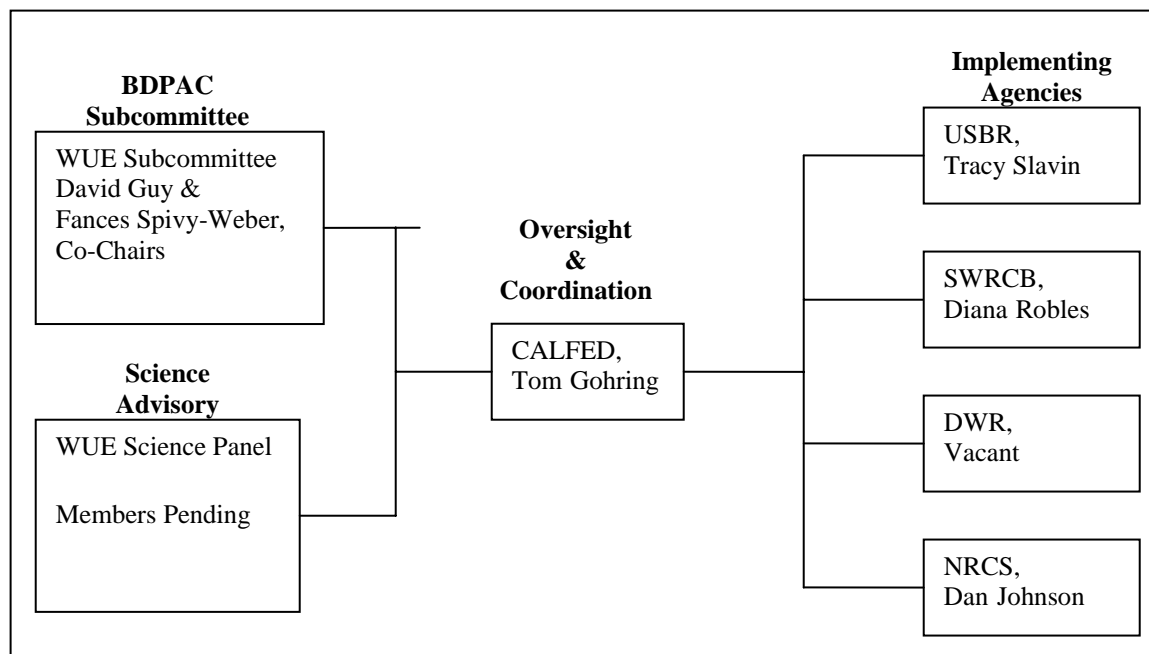 BDPAC
Subcommittee
WUE Subcommittee
David Guy &
Fances Spivy-Weber,
Co-Chairs
Science
Advisory
WUE Science Panel
Members Pending
Oversight
&
Coordination
CALFED,
Tom Gohring
Implementing
Agencies
USBR,
Tracy Slavin
SWRCB,
Diana Robles
DWR,
Vacant
NRCS,
Dan Johnson